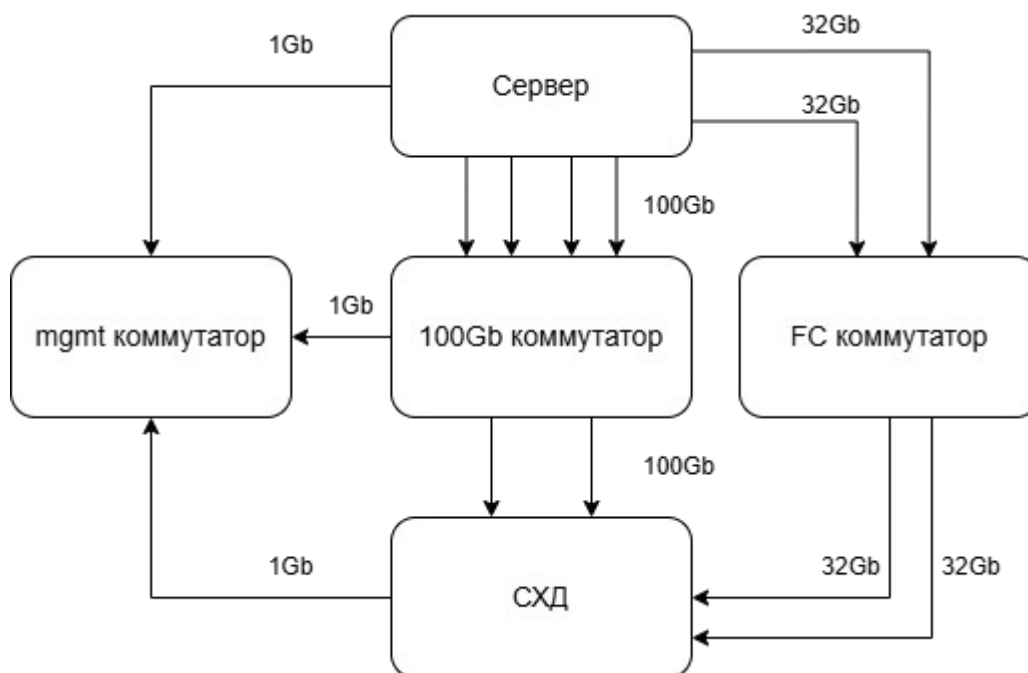 32Gb
1Gb
Сервер
32Gb
100Gb
1Gb
mgmt коммутатор
100Gb коммутатор
FC коммутатор
100Gb
1Gb
СХД
32Gb
32Gb